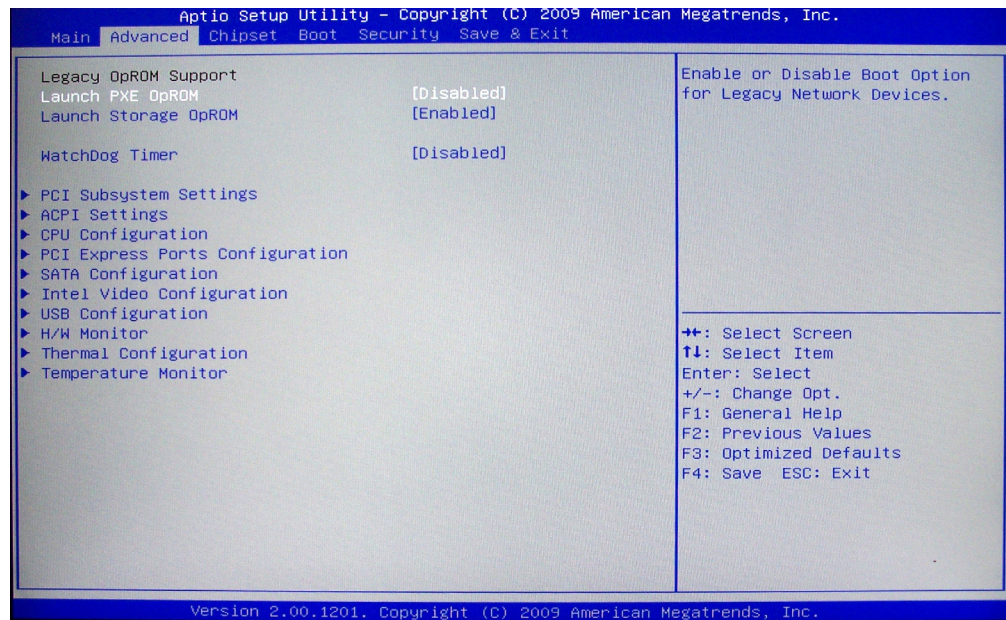 Aptio Setup Utility – Copyright (C) 2009 American Megatrends, Inc.
Main Advanced Chipset Boot Security Save & Exit
Legacy OpROM Support
Launch PXE OpROM [Disabled]
Launch Storage OpROM [Enabled]
WatchDog Timer [Disabled]
► PCI Subsystem Settings
► ACPI Settings
► CPU Configuration
► PCI Express Ports Configuration
► SATA Configuration
► Intel Video Configuration
► USB Configuration
► H/W Monitor
► Thermal Configuration
► Temperature Monitor
Enable or Disable Boot Option
for Legacy Network Devices.
→←: Select Screen
↑↓: Select Item
Enter: Select
+/-: Change Opt.
F1: General Help
F2: Previous Values
F3: Optimized Defaults
F4: Save ESC: Exit
Version 2.00.1201. Copyright (C) 2009 American Megatrends, Inc.